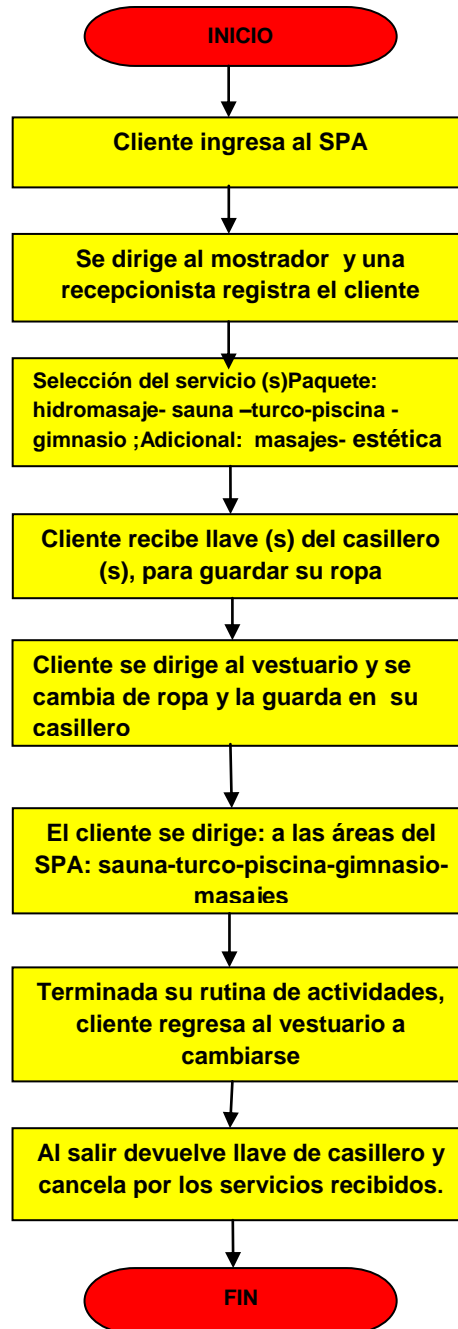 INICIO
Cliente ingresa al SPA
Se dirige al mostrador y una
recepcionista registra el cliente
Selección del servicio (s)Paquete:
hidromasaje- sauna –turco-piscina -
gimnasio ;Adicional: masajes- estética
Cliente recibe llave (s) del casillero
(s), para guardar su ropa
Cliente se dirige al vestuario y se
cambia de ropa y la guarda en su
casillero
El cliente se dirige: a las áreas del
SPA: sauna-turco-piscina-gimnasio-
masajes
Terminada su rutina de actividades,
cliente regresa al vestuario a
cambiarse
Al salir devuelve llave de casillero y
cancela por los servicios recibidos.
FIN